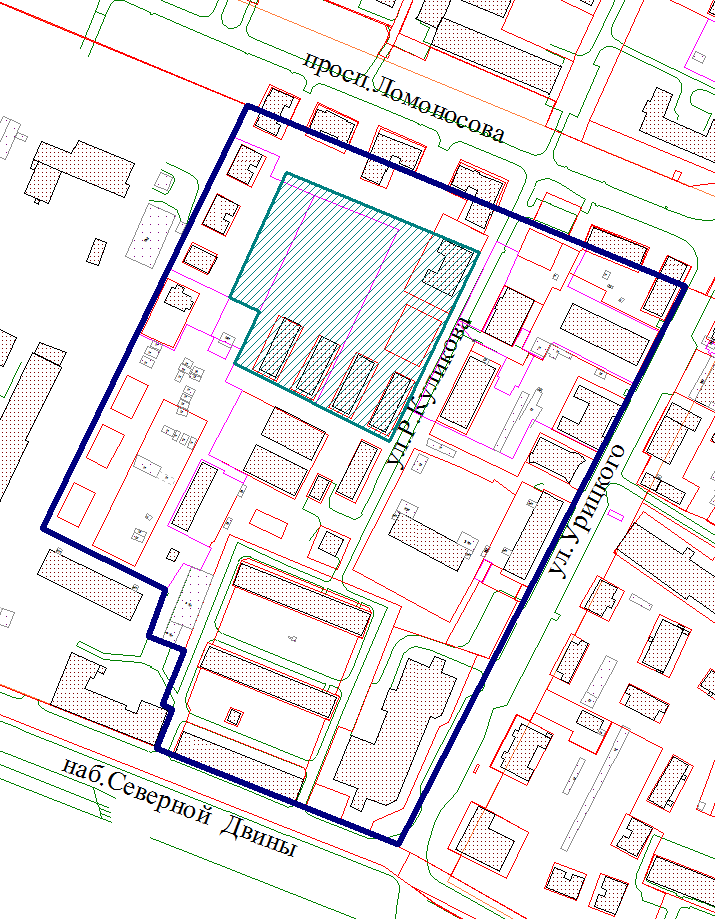 просп.Ломоносова
ул.Р.Куликова
ул.Урицкого
наб.Северной Двины